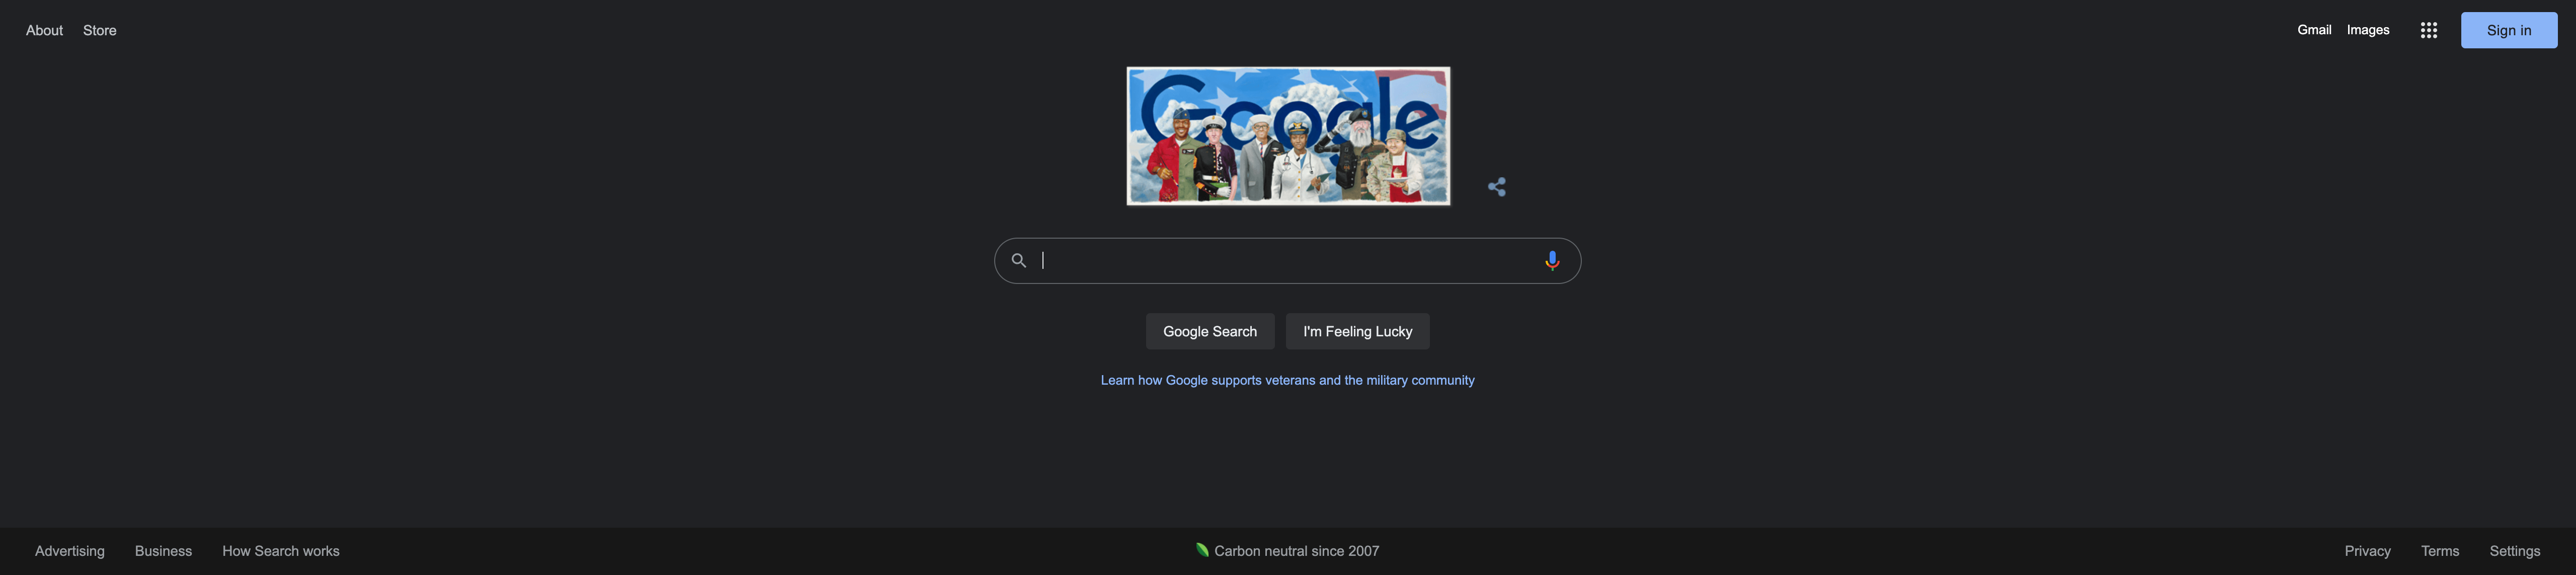 About Store
Gmail Images Sign in
Google
Google Search I'm Feeling Lucky
Learn how Google supports veterans and the military community
Advertising Business How Search works
Carbon neutral since 2007
Privacy Terms Settings